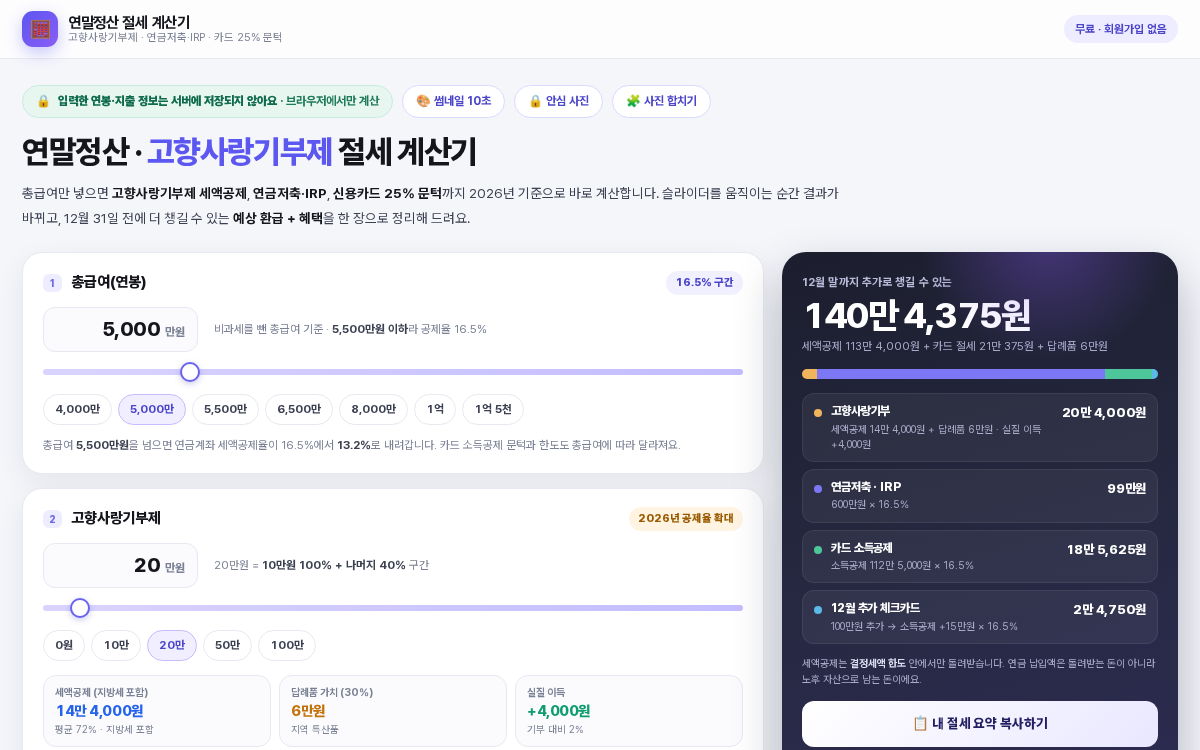 연말정산 절세 계산기
고향사랑기부제 · 연금저축·IRP · 카드 25% 문턱
무료 · 회원가입 없음
🔒 입력한 연봉·지출 정보는 서버에 저장되지 않아요 · 브라우저에서만 계산
🎨 썸네일 10초
🔒 안심 사진
🧩 사진 합치기
연말정산 · 고향사랑기부제 절세 계산기
총급여만 넣으면 고향사랑기부제 세액공제, 연금저축·IRP, 신용카드 25% 문턱까지 2026년 기준으로 바로 계산합니다. 슬라이더를 움직이는 순간 결과가
바뀌고, 12월 31일 전에 더 챙길 수 있는 예상 환급 + 혜택을 한 장으로 정리해 드려요.
1 총급여(연봉)
16.5% 구간
5,000 만원
비과세를 뺀 총급여 기준 · 5,500만원 이하라 공제율 16.5%
4,000만
5,000만
5,500만
6,500만
8,000만
1억
1억 5천
총급여 5,500만원을 넘으면 연금계좌 세액공제율이 16.5%에서 13.2%로 내려갑니다. 카드 소득공제 문턱과 한도도 총급여에 따라 달라져요.
2 고향사랑기부제
2026년 공제율 확대
20 만원
20만원 = 10만원 100% + 나머지 40% 구간
0원
10만
20만
50만
100만
세액공제 (지방세 포함)
14만 4,000원
평균 72% · 지방세 포함
답례품 가치 (30%)
6만원
지역 특산품
실질 이득
+4,000원
기부 대비 2%
12월 말까지 추가로 챙길 수 있는
140만 4,375원
세액공제 113만 4,000원 + 카드 절세 21만 375원 + 답례품 6만원
고향사랑기부
20만 4,000원
세액공제 14만 4,000원 + 답례품 6만원 · 실질 이득
+4,000원
연금저축 · IRP
99만원
600만원 × 16.5%
카드 소득공제
18만 5,625원
소득공제 112만 5,000원 × 16.5%
12월 추가 체크카드
2만 4,750원
100만원 추가 → 소득공제 +15만원 × 16.5%
세액공제는 결정세액 한도 안에서만 돌려받습니다. 연금 납입액은 돌려받는 돈이 아니라
노후 자산으로 남는 돈이에요.
📋 내 절세 요약 복사하기